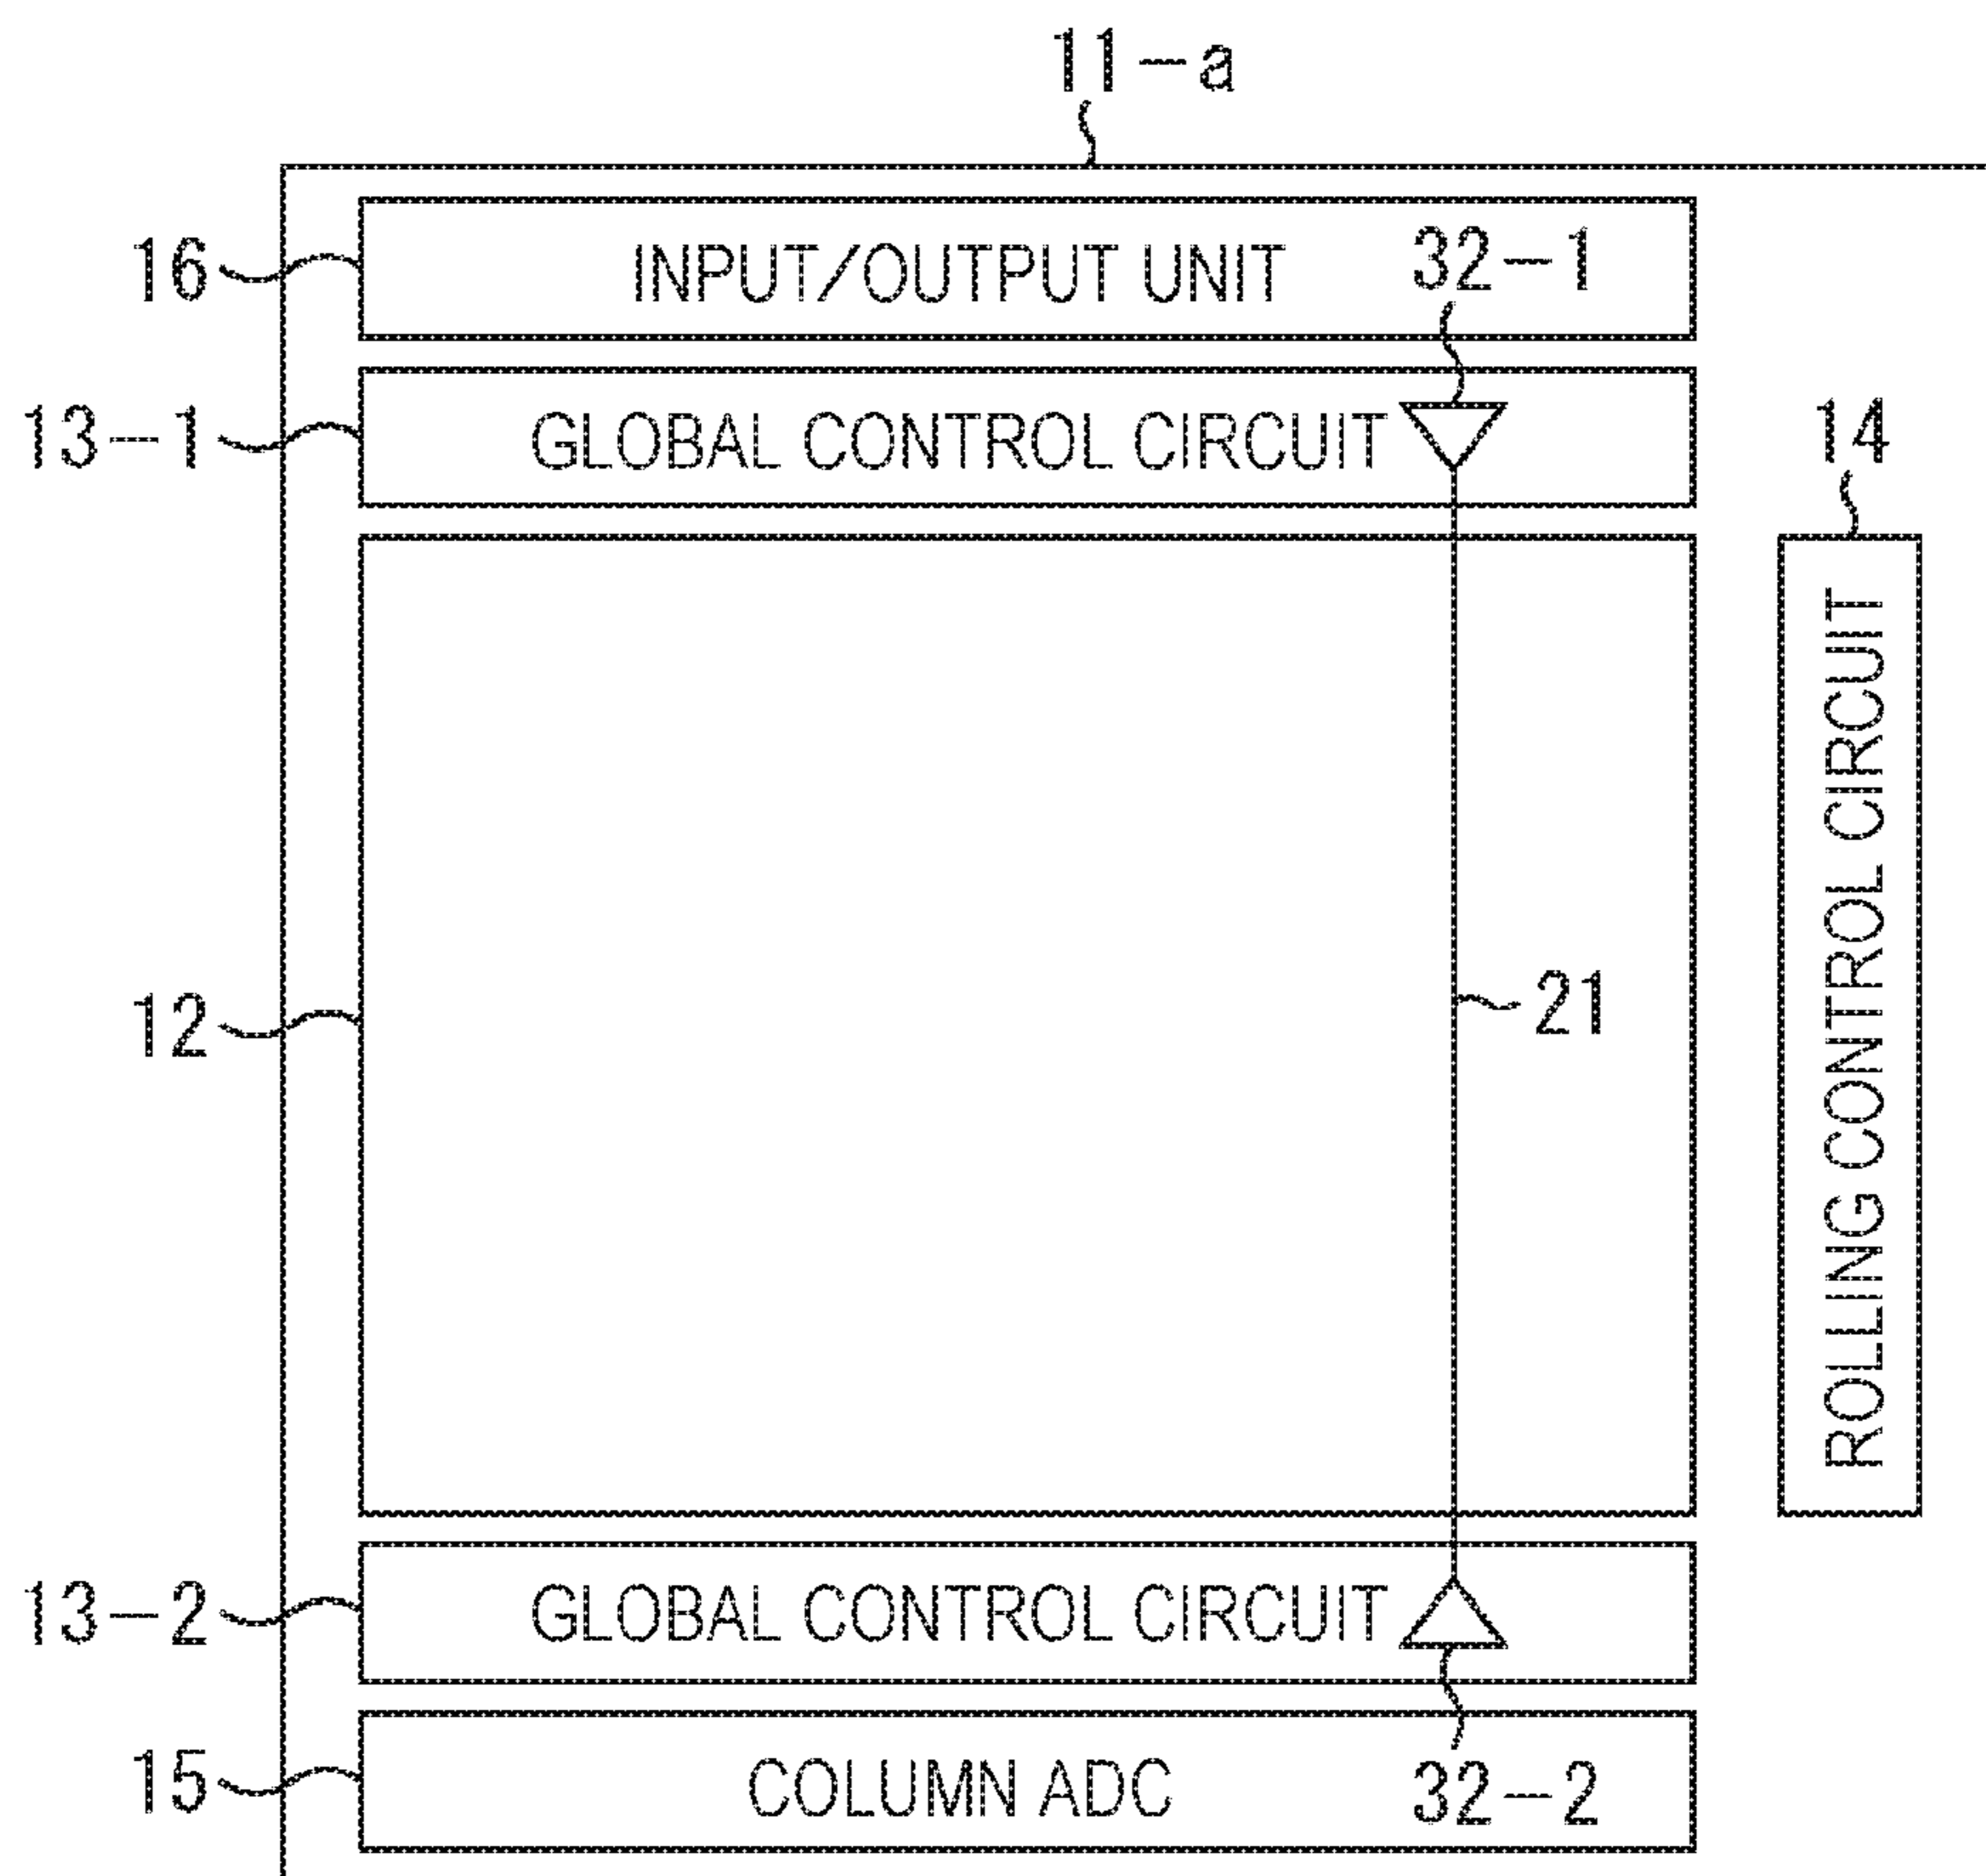 11-a
16 INPUT/OUTPUT UNIT 32-1
13-1 GLOBAL CONTROL CIRCUIT
14
ROLLING CONTROL CIRCUIT
12
21
13-2 GLOBAL CONTROL CIRCUIT
15 COLUMN ADC 32-2